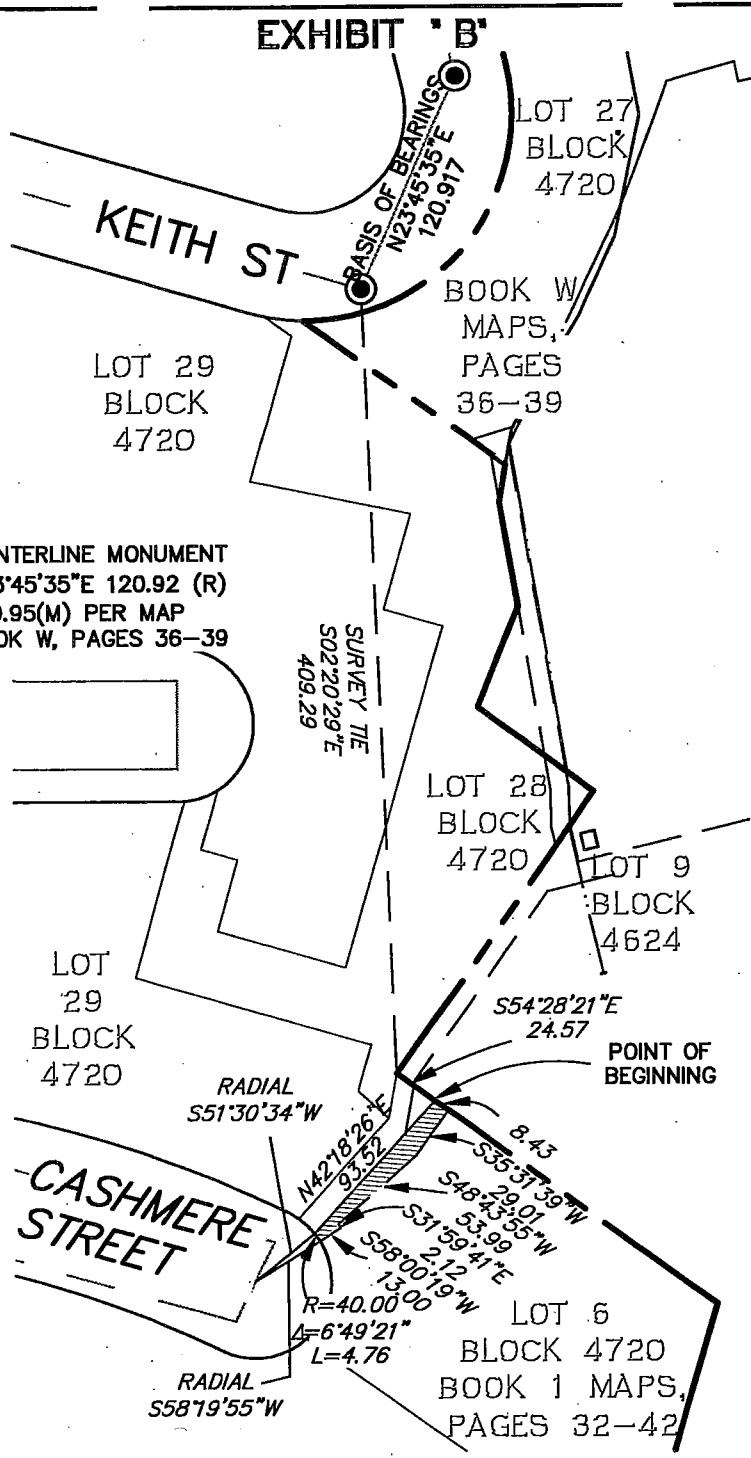 EXHIBIT "B"
BASIS OF BEARINGS
N23°45'35"E
120.917
LOT 27
BLOCK
4720
KEITH ST
BOOK W
MAPS,
PAGES
36-39
LOT 29
BLOCK
4720
NTERLINE MONUMENT
3°45'35"E 120.92 (R)
0.95(M) PER MAP
OK W, PAGES 36-39
SURVEY TIE
S02°20'29"E
409.29
LOT 28
BLOCK
4720
LOT 9
BLOCK
4624
LOT
29
BLOCK
4720
S54°28'21"E
24.57
POINT OF
BEGINNING
RADIAL
S51°30'34"W
N42°18'26"E
93.52
8.43
S35°31'39"W
29.01
S48°43'55"W
53.99
S31°59'41"E
2.12
S58°00'19"W
13.00
CASHMERE
STREET
R=40.00
Δ=6°49'21"
L=4.76
RADIAL
S58°19'55"W
LOT 6
BLOCK 4720
BOOK 1 MAPS,
PAGES 32-42